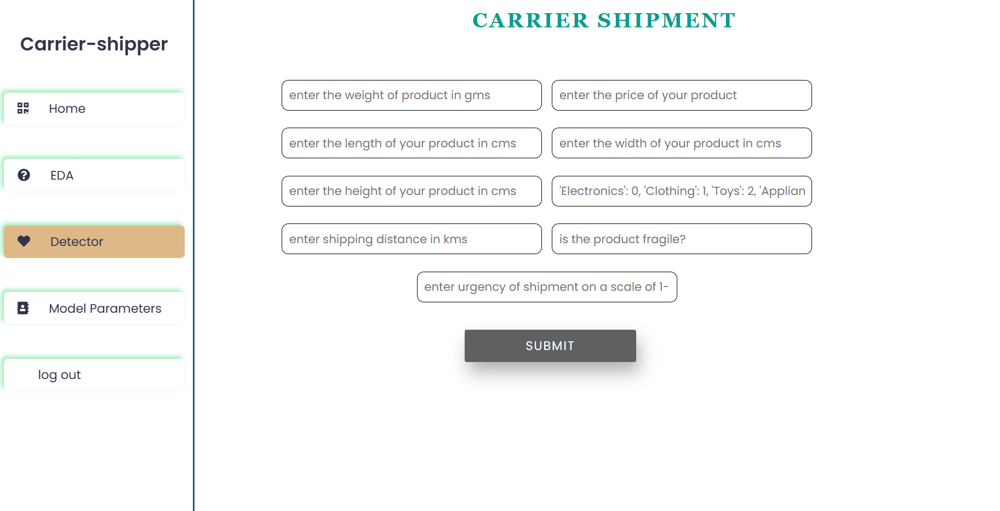 Carrier-shipper
Home
EDA
Detector
Model Parameters
log out
CARRIER SHIPMENT
enter the weight of product in gms
enter the price of your product
enter the length of your product in cms
enter the width of your product in cms
enter the height of your product in cms
'Electronics': 0, 'Clothing': 1, 'Toys': 2, 'Applian
enter shipping distance in kms
is the product fragile?
enter urgency of shipment on a scale of 1-
SUBMIT